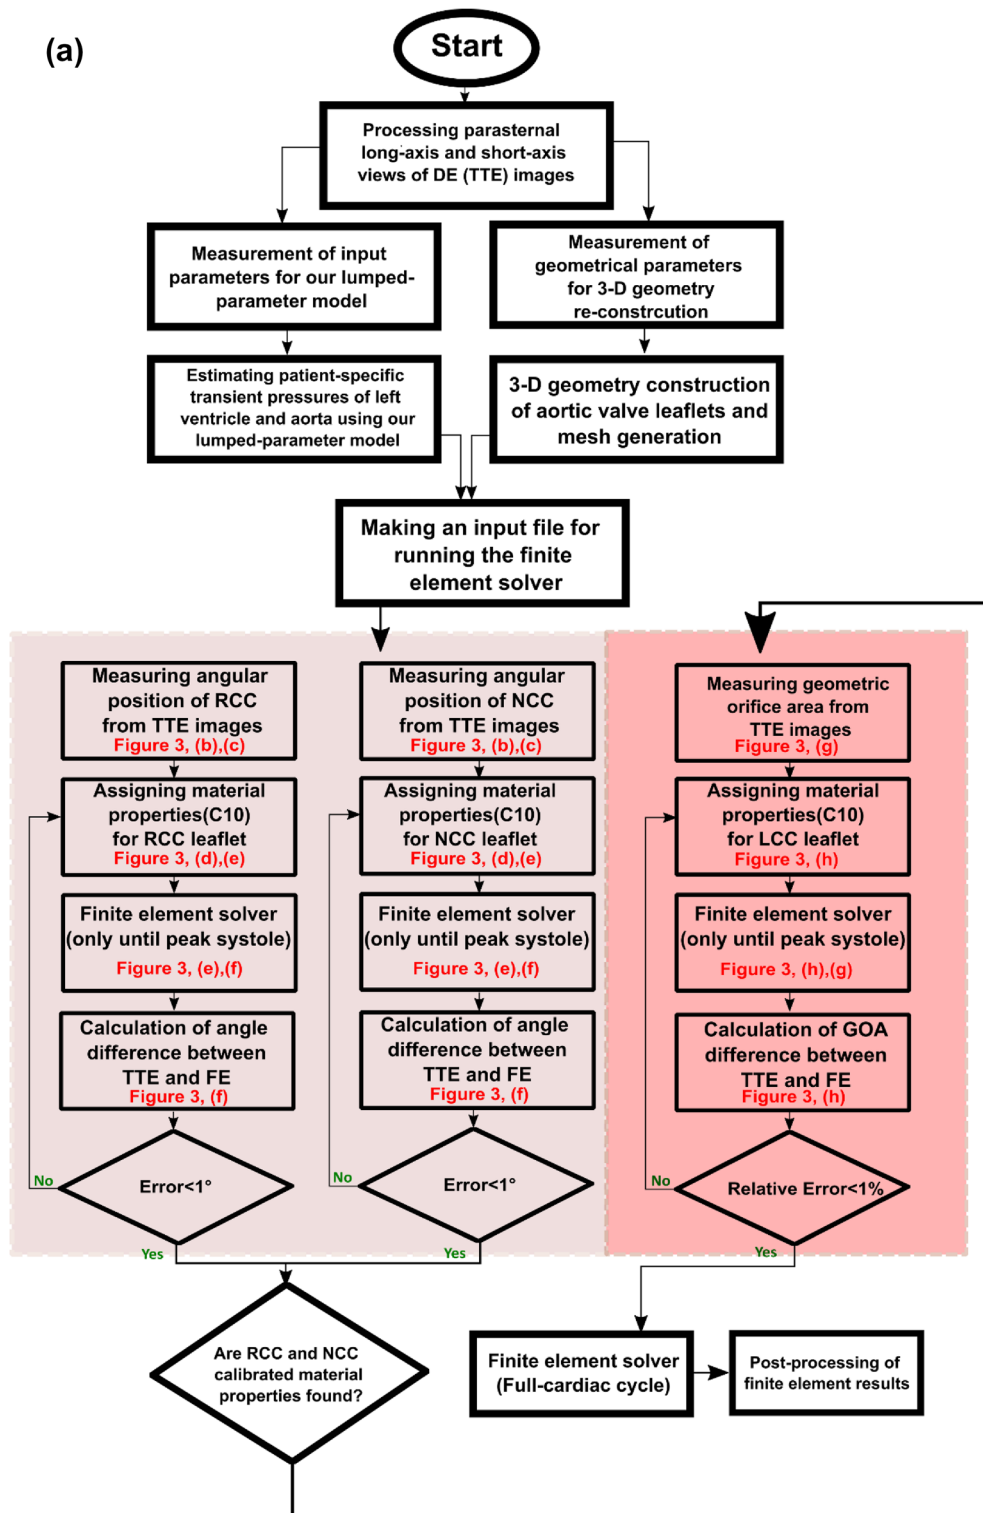 (a)
Start
Processing parasternal
long-axis and short-axis
views of DE (TTE) images
Measurement of input
parameters for our lumped-
parameter model
Measurement of
geometrical parameters
for 3-D geometry
re-constrcution
Estimating patient-specific
transient pressures of left
ventricle and aorta using our
lumped-parameter model
3-D geometry construction
of aortic valve leaflets and
mesh generation
Making an input file for
running the finite
element solver
Measuring angular
position of RCC
from TTE images
Figure 3, (b),(c)
Assigning material
properties(C10)
for RCC leaflet
Figure 3, (d),(e)
Finite element solver
(only until peak systole)
Figure 3, (e),(f)
Calculation of angle
difference between
TTE and FE
Figure 3, (f)
No
Error<1°
Yes
Measuring angular
position of NCC
from TTE images
Figure 3, (b),(c)
Assigning material
properties(C10)
for NCC leaflet
Figure 3, (d),(e)
Finite element solver
(only until peak systole)
Figure 3, (e),(f)
Calculation of angle
difference between
TTE and FE
Figure 3, (f)
No
Error<1°
Yes
Measuring geometric
orifice area from
TTE images
Figure 3, (g)
Assigning material
properties(C10)
for LCC leaflet
Figure 3, (h)
Finite element solver
(only until peak systole)
Figure 3, (h),(g)
Calculation of GOA
difference between
TTE and FE
Figure 3, (h)
No
Relative Error<1%
Yes
Are RCC and NCC
calibrated material
properties found?
Finite element solver
(Full-cardiac cycle)
Post-processing of
finite element results